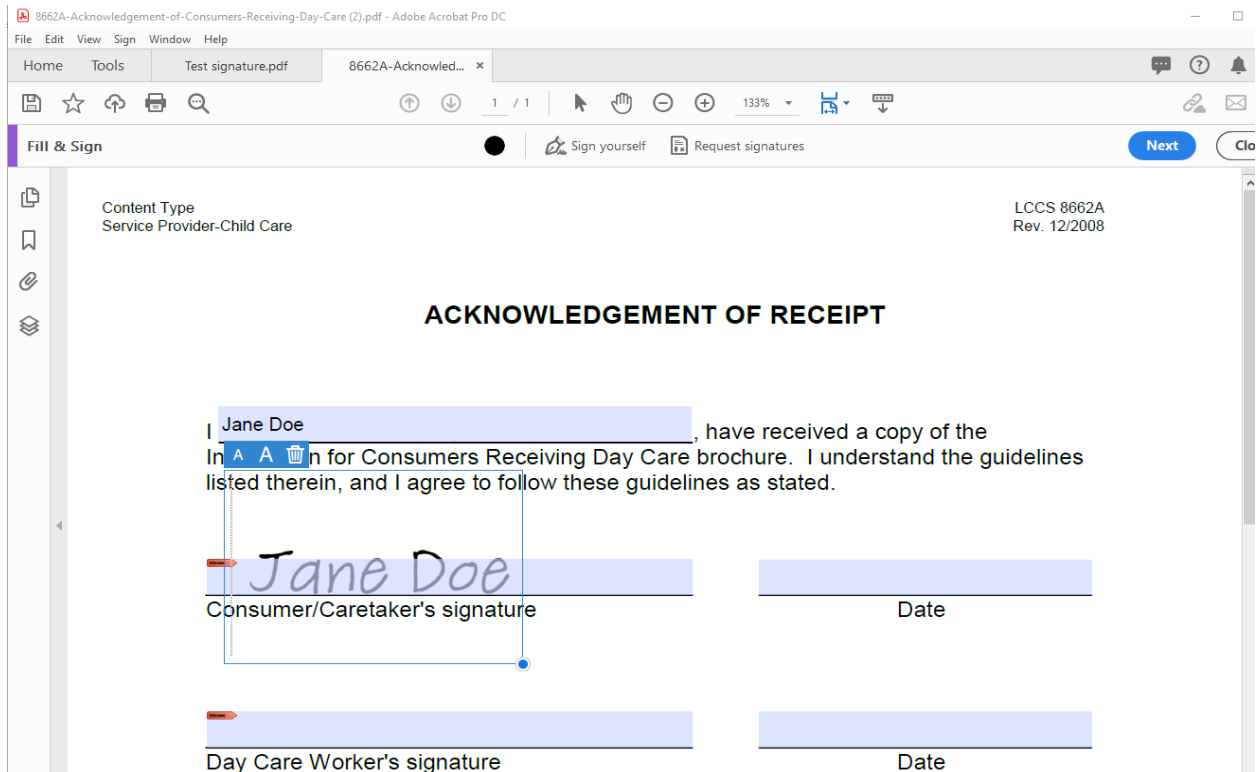 8662A-Acknowledgement-of-Consumers-Receiving-Day-Care (2).pdf - Adobe Acrobat Pro DC
File Edit View Sign Window Help
Home Tools Test signature.pdf 8662A-Acknowled... ×
1 / 1 133%
Fill & Sign Sign yourself Request signatures Next Clo
Content Type LCCS 8662A
Service Provider-Child Care Rev. 12/2008
ACKNOWLEDGEMENT OF RECEIPT
I Jane Doe , have received a copy of the
In A A n for Consumers Receiving Day Care brochure. I understand the guidelines
listed therein, and I agree to follow these guidelines as stated.
Jane Doe
Consumer/Caretaker's signature Date
Day Care Worker's signature Date